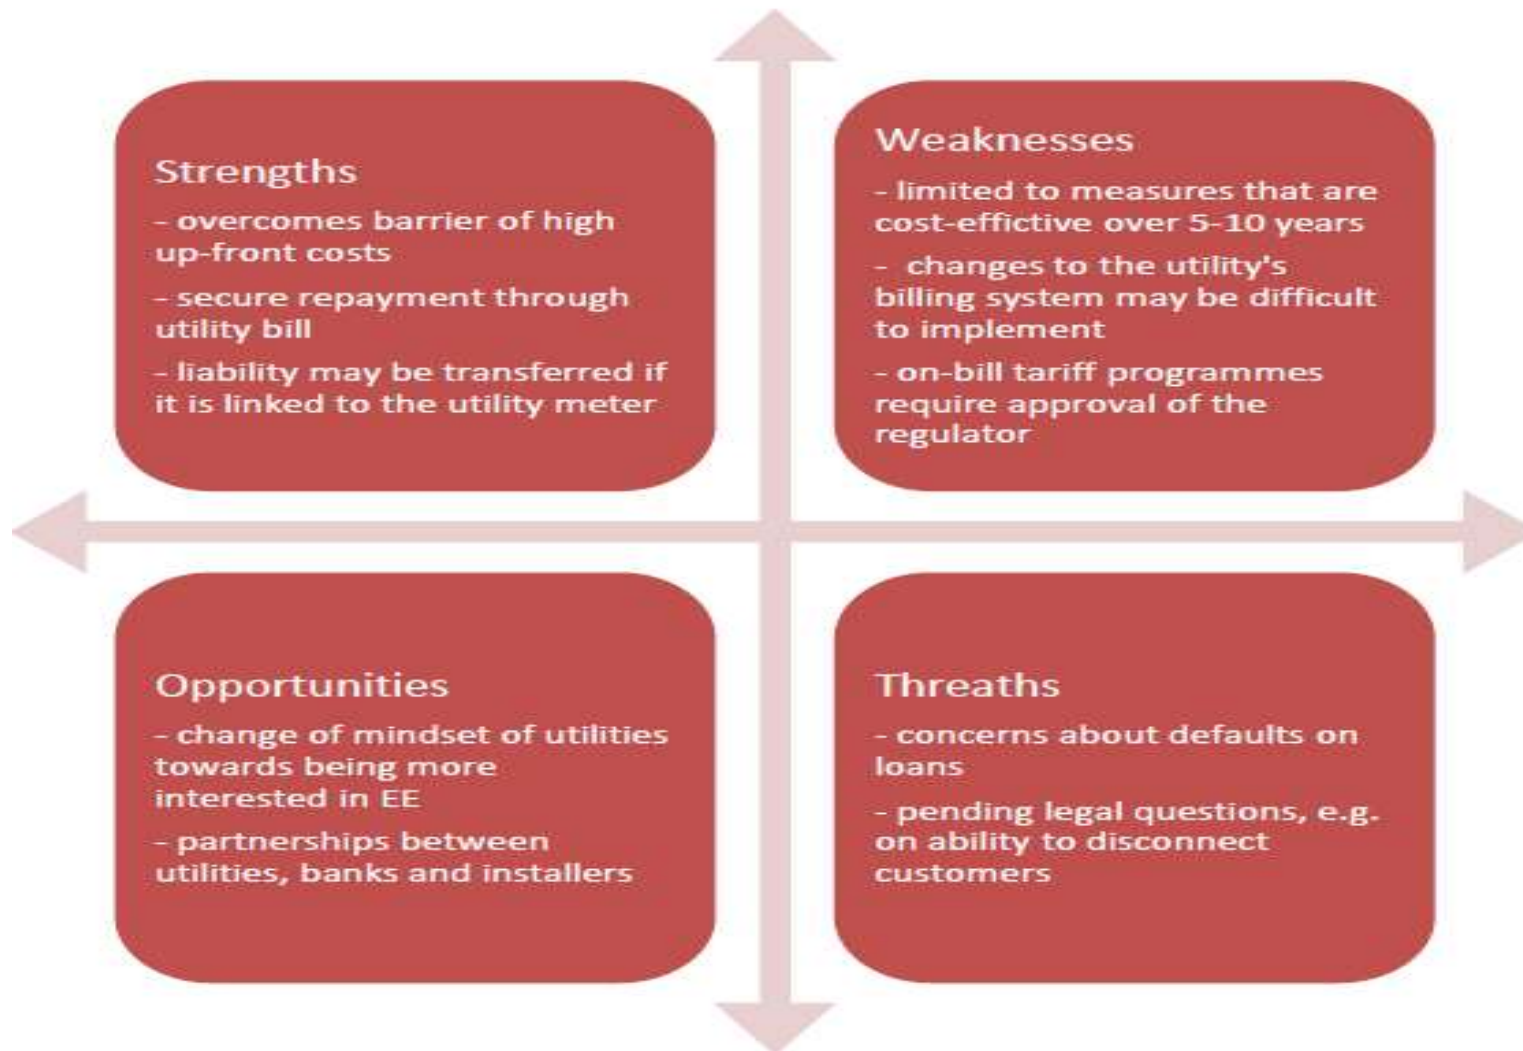 Strengths
- overcomes barrier of high
up-front costs
- secure repayment through
utility bill
- liability may be transferred if
it is linked to the utility meter
Weaknesses
- limited to measures that are
cost-effictive over 5-10 years
- changes to the utility's
billing system may be difficult
to implement
- on-bill tariff programmes
require approval of the
regulator
Opportunities
- change of mindset of utilities
towards being more
interested in EE
- partnerships between
utilities, banks and installers
Threaths
- concerns about defaults on
loans
- pending legal questions, e.g.
on ability to disconnect
customers